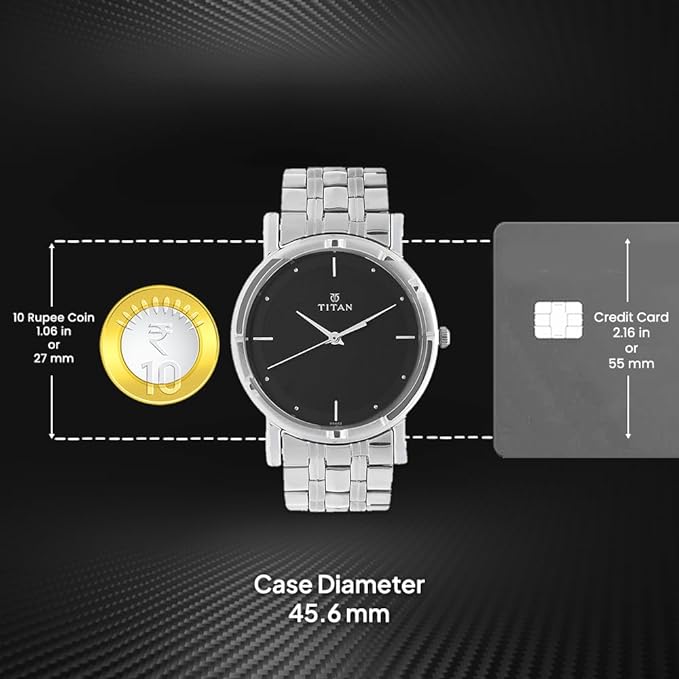 10 Rupee Coin
1.06 in
or
27 mm
₹
10
TITAN
Credit Card
2.16 in
or
55 mm
Case Diameter
45.6 mm